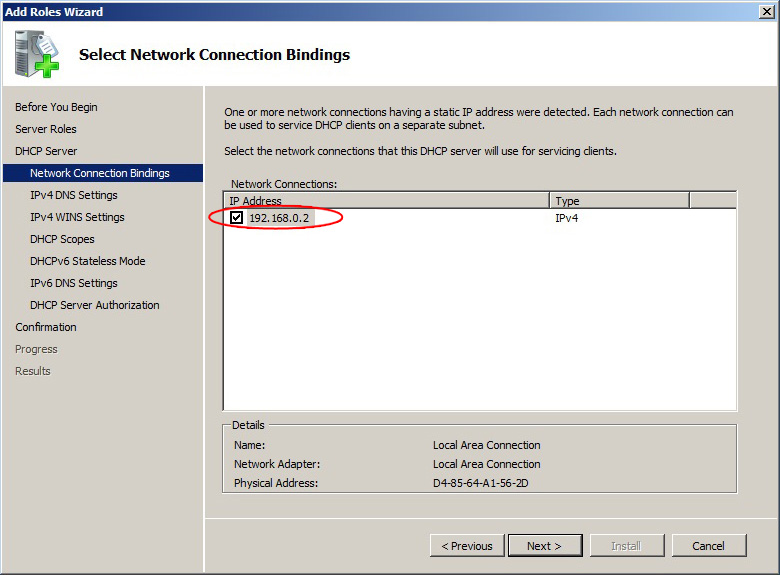 Add Roles Wizard
Select Network Connection Bindings
Before You Begin
Server Roles
DHCP Server
Network Connection Bindings
IPv4 DNS Settings
IPv4 WINS Settings
DHCP Scopes
DHCPv6 Stateless Mode
IPv6 DNS Settings
DHCP Server Authorization
Confirmation
Progress
Results
One or more network connections having a static IP address were detected. Each network connection can
be used to service DHCP clients on a separate subnet.
Select the network connections that this DHCP server will use for servicing clients.
Network Connections:
IP Address Type
192.168.0.2 IPv4
Details
Name: Local Area Connection
Network Adapter: Local Area Connection
Physical Address: D4-85-64-A1-56-2D
< Previous Next > Install Cancel